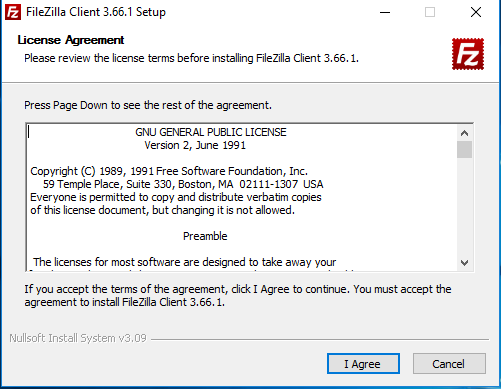 FileZilla Client 3.66.1 Setup
License Agreement
Please review the license terms before installing FileZilla Client 3.66.1.
Fz
Press Page Down to see the rest of the agreement.
GNU GENERAL PUBLIC LICENSE
Version 2, June 1991
Copyright (C) 1989, 1991 Free Software Foundation, Inc.
59 Temple Place, Suite 330, Boston, MA  02111-1307  USA
Everyone is permitted to copy and distribute verbatim copies
of this license document, but changing it is not allowed.
Preamble
The licenses for most software are designed to take away your
If you accept the terms of the agreement, click I Agree to continue. You must accept the
agreement to install FileZilla Client 3.66.1.
Nullsoft Install System v3.09
I Agree
Cancel